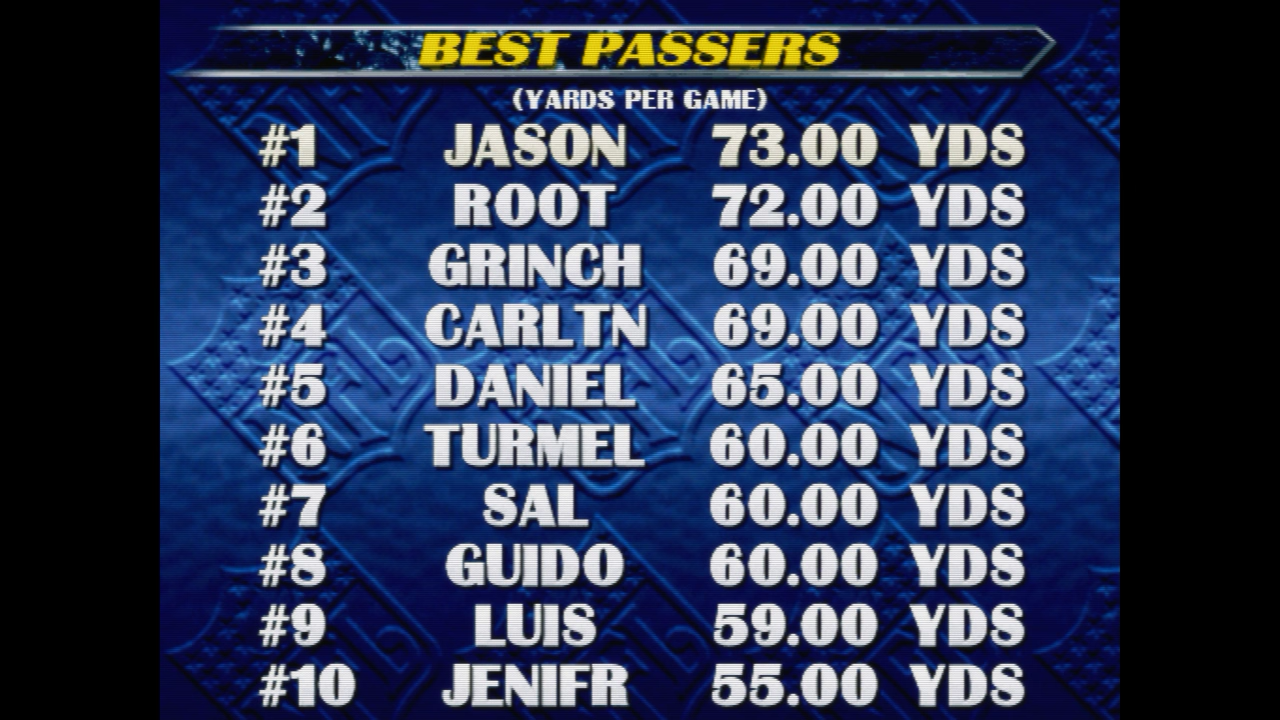 BEST PASSERS
(YARDS PER GAME)
#1 JASON 73.00 YDS
#2 ROOT 72.00 YDS
#3 GRINCH 69.00 YDS
#4 CARLTN 69.00 YDS
#5 DANIEL 65.00 YDS
#6 TURMEL 60.00 YDS
#7 SAL 60.00 YDS
#8 GUIDO 60.00 YDS
#9 LUIS 59.00 YDS
#10 JENIFR 55.00 YDS